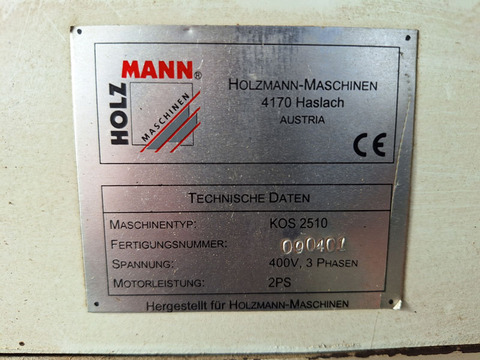 HOLZ
MANN®
MASCHINEN
HOLZMANN-MASCHINEN
4170 Haslach
AUSTRIA
CE
TECHNISCHE DATEN
MASCHINENTYP: KOS 2510
FERTIGUNGSNUMMER: 090401
SPANNUNG: 400V, 3 PHASEN
MOTORLEISTUNG: 2PS
Hergestellt für HOLZMANN-MASCHINEN